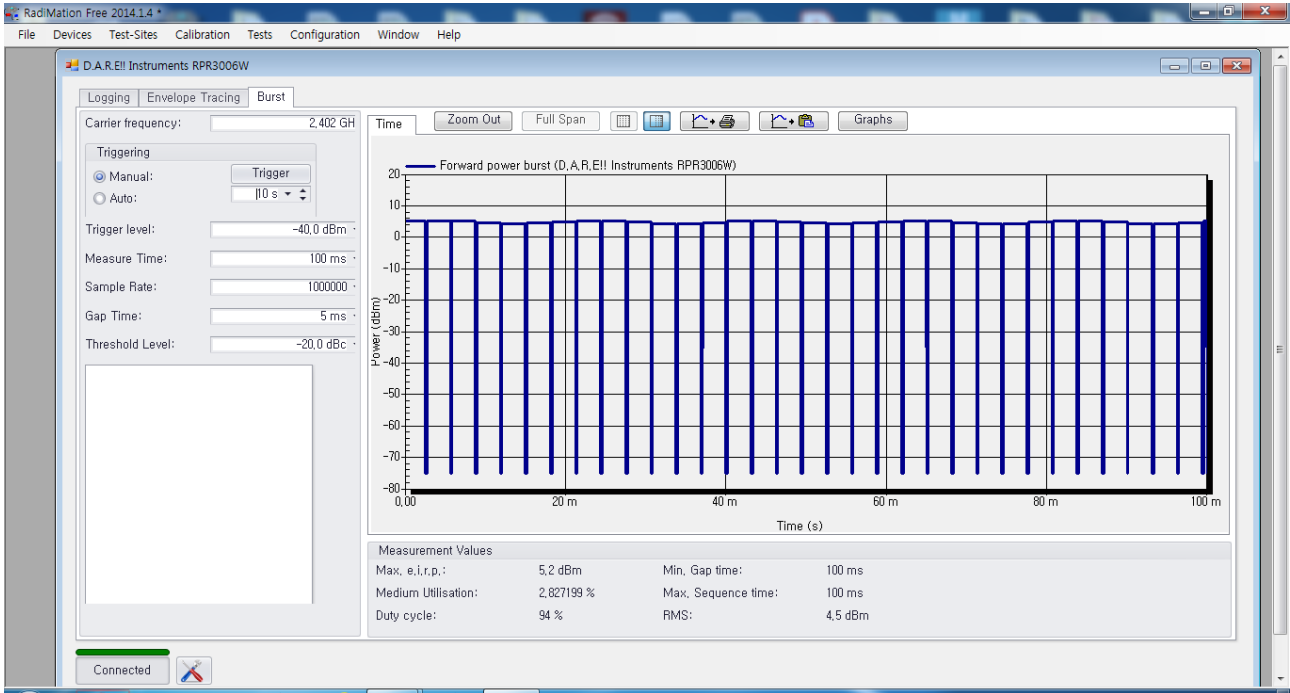 RadiMation Free 2014.1.4 *
File Devices Test-Sites Calibration Tests Configuration Window Help
D.A.R.E!! Instruments RPR3006W
Logging Envelope Tracing Burst
Carrier frequency: 2,402 GH
Triggering
Manual: Trigger
Auto: 10 s
Trigger level: -40,0 dBm
Measure Time: 100 ms
Sample Rate: 1000000
Gap Time: 5 ms
Threshold Level: -20,0 dBc
Time Zoom Out Full Span Graphs
Forward power burst (D,A,R,E!! Instruments RPR3006W)
Power (dBm)
20
10
0
-10
-20
-30
-40
-50
-60
-70
-80
0,00 20 m 40 m 60 m 80 m 100 m
Time (s)
Measurement Values
Max, e,i,r,p,: 5,2 dBm Min, Gap time: 100 ms
Medium Utilisation: 2,827199 % Max, Sequence time: 100 ms
Duty cycle: 94 % RMS: 4,5 dBm
Connected